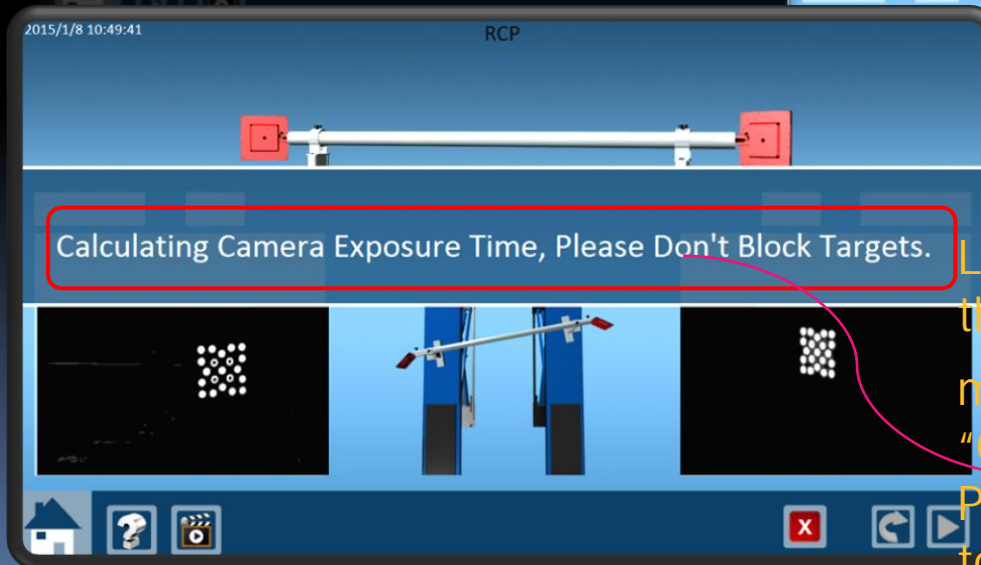 2015/1/8 10:49:41
RCP
Calculating Camera Exposure Time, Please Don't Block Targets.
?
X